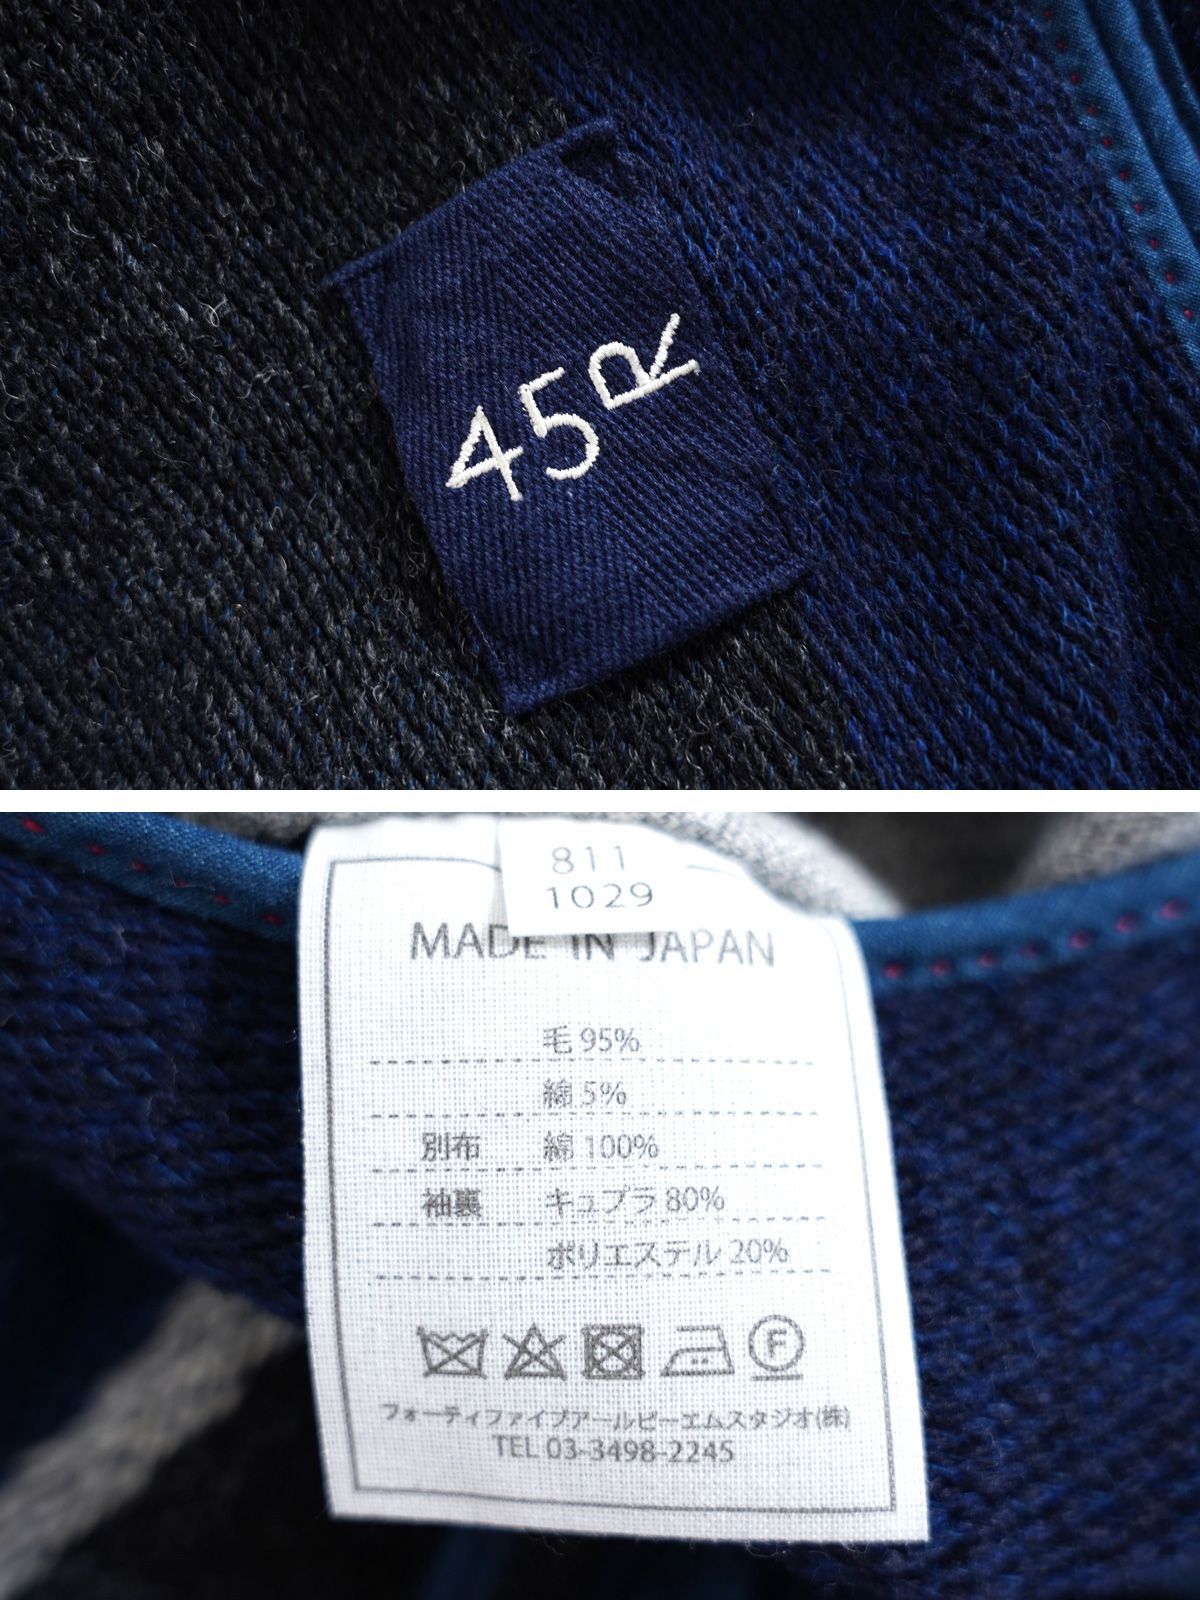 45R
811
1029
MADE IN JAPAN
毛 95%
綿 5%
別布 綿 100%
袖裏 キュプラ 80%
ポリエステル 20%
F
フォーティファイブアールピーエムスタジオ(株)
TEL 03-3498-2245